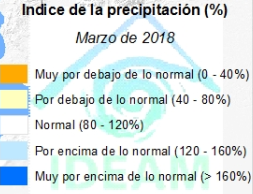 Indice de la precipitación (%)
Marzo de 2018
Muy por debajo de lo normal (0 - 40%)
Por debajo de lo normal (40 - 80%)
Normal (80 - 120%)
Por encima de lo normal (120 - 160%)
IDEAM
Muy por encima de lo normal (> 160%)